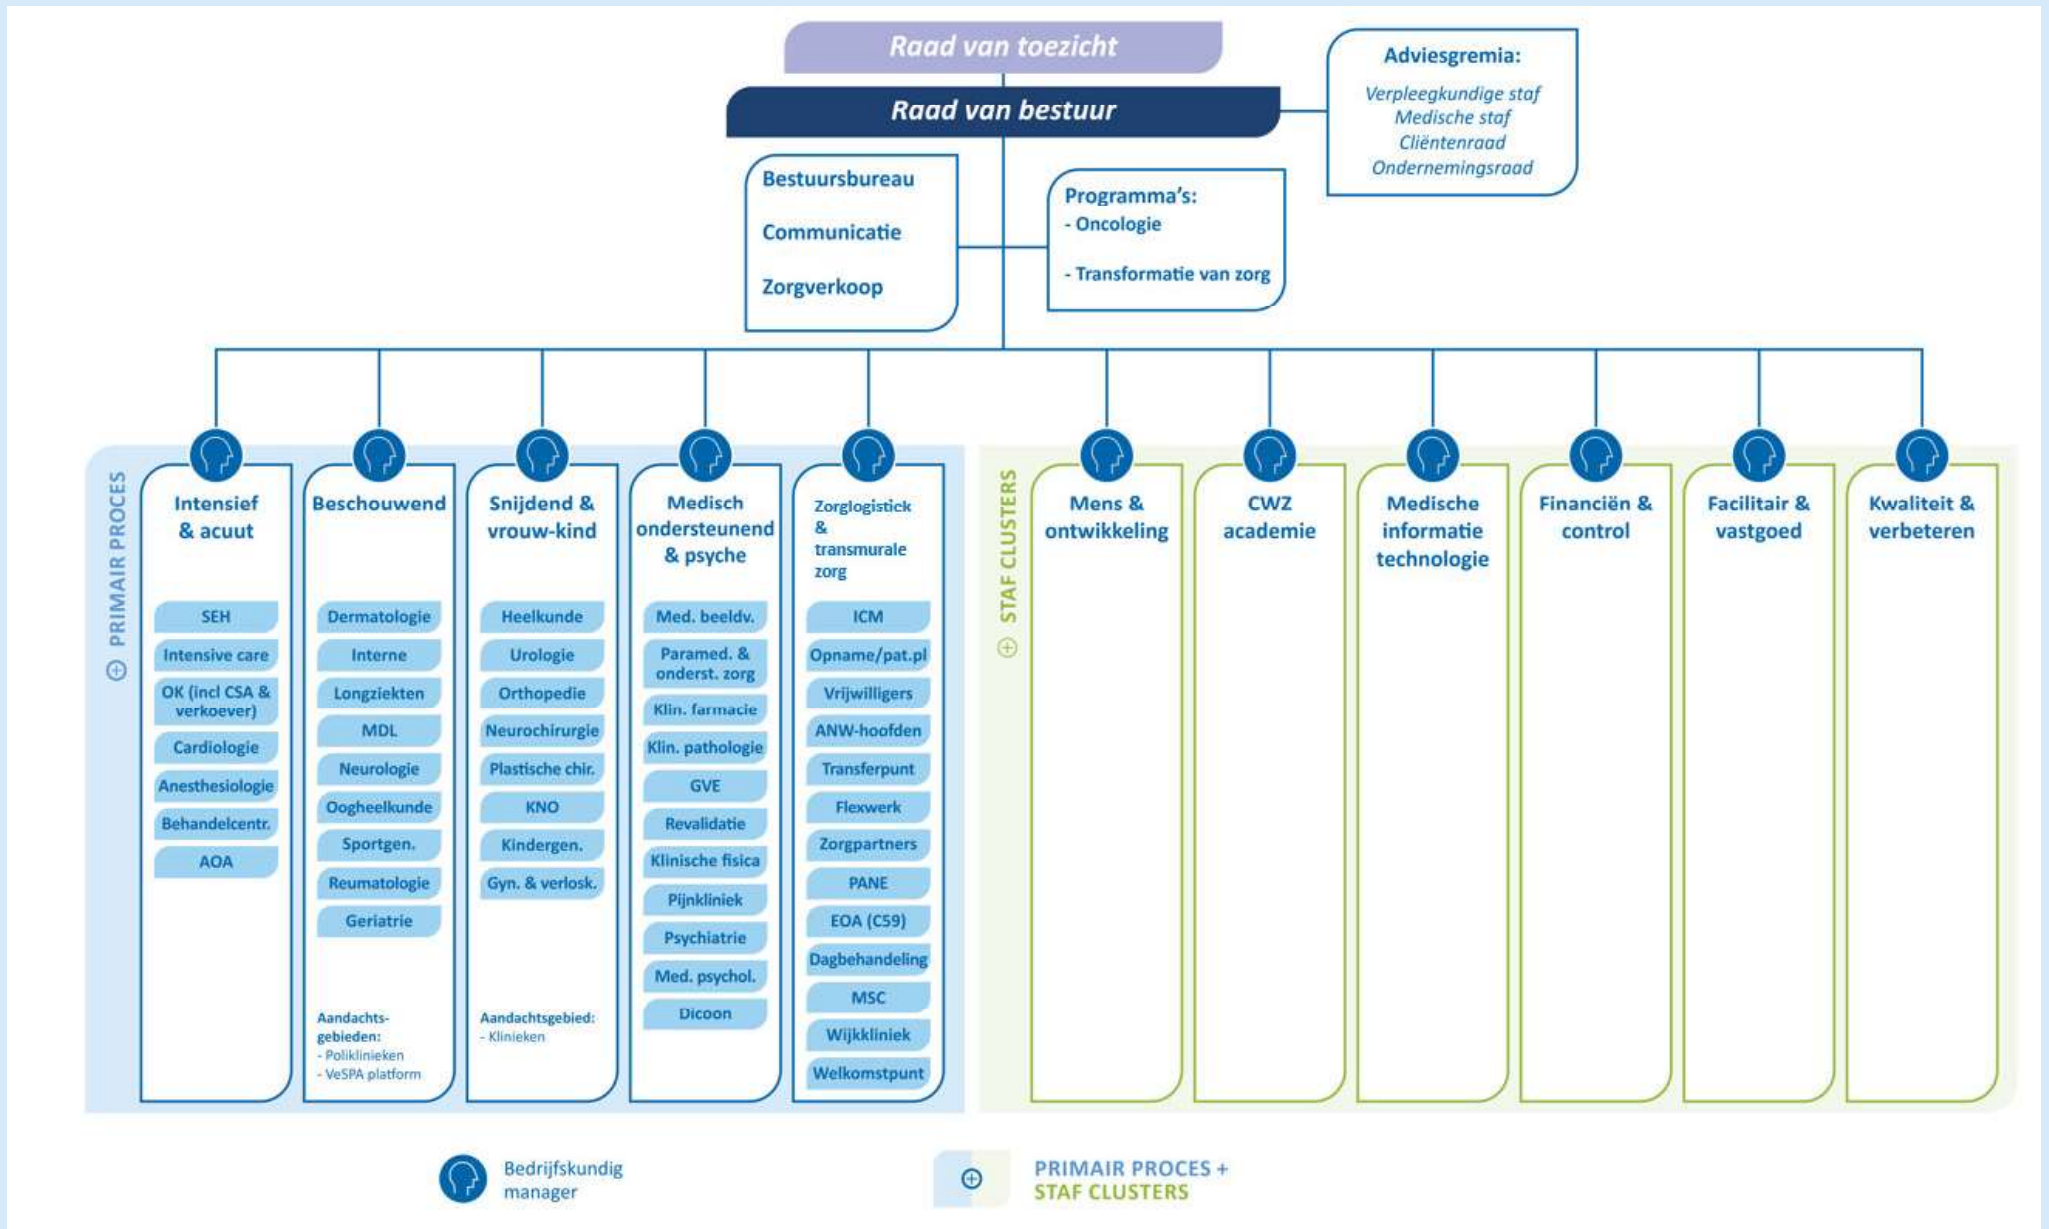 Raad van toezicht
Raad van bestuur
Adviesgremia:
Verpleegkundige staf
Medische staf
Cliëntenraad
Ondernemingsraad
Bestuursbureau
Communicatie
Zorgverkoop
Programma's:
- Oncologie
- Transformatie van zorg
PRIMAIR PROCES
Intensief
& acuut
SEH
Intensive care
OK (incl CSA &
verkoever)
Cardiologie
Anesthesiologie
Behandelcentr.
AOA
Beschouwend
Dermatologie
Interne
Longziekten
MDL
Neurologie
Oogheelkunde
Sportgen.
Reumatologie
Geriatrie
Aandachts-
gebieden:
- Poliklinieken
- VeSPA platform
Snijdend &
vrouw-kind
Heelkunde
Urologie
Orthopedie
Neurochirurgie
Plastische chir.
KNO
Kindergen.
Gyn. & verlosk.
Aandachtsgebied:
- Klinieken
Medisch
ondersteunend
& psyche
Med. beeldv.
Paramed. &
onderst. zorg
Klin. farmacie
Klin. pathologie
GVE
Revalidatie
Klinische fisica
Pijnkliniek
Psychiatrie
Med. psychol.
Dicoon
Zorglogistiek
&
transmurale
zorg
ICM
Opname/pat.pl
Vrijwilligers
ANW-hoofden
Transferpunt
Flexwerk
Zorgpartners
PANE
EOA (C59)
Dagbehandeling
MSC
Wijkkliniek
Welkomstpunt
STAF CLUSTERS
Mens &
ontwikkeling
CWZ
academie
Medische
informatie
technologie
Financiën &
control
Facilitair &
vastgoed
Kwaliteit &
verbeteren
Bedrijfskundig
manager
PRIMAIR PROCES +
STAF CLUSTERS